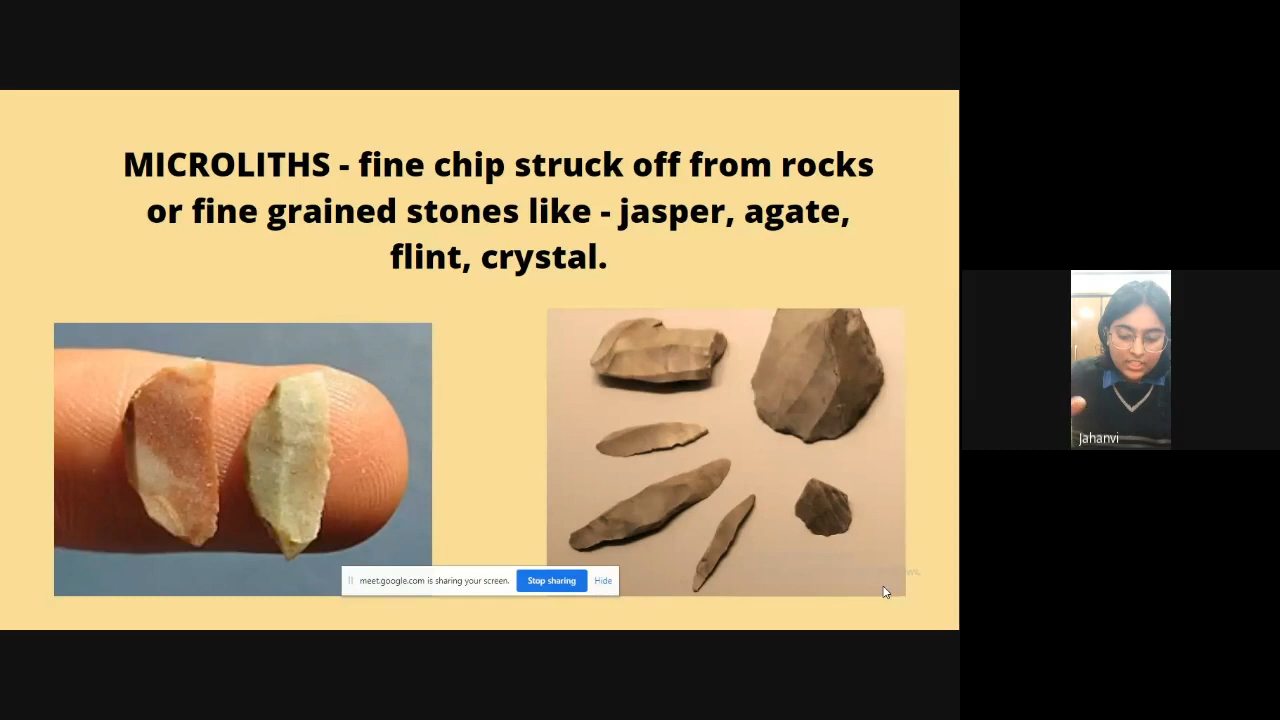 MICROLITHS - fine chip struck off from rocks
or fine grained stones like - jasper, agate,
flint, crystal.
meet.google.com is sharing your screen. Stop sharing Hide
Jahanvi